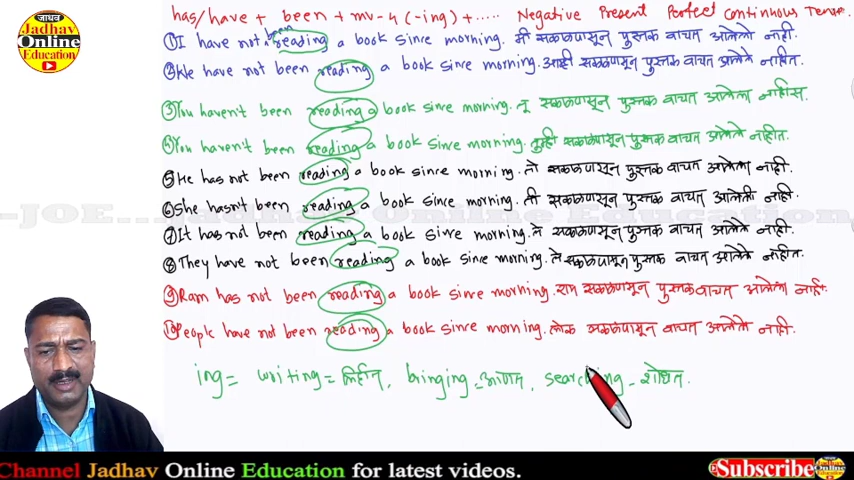 जाधव
Jadhav
Online
Education
has/have + been + mv-4 (-ing) + ..... Negative Present Perfect Continuous Tense.
① I have not been reading a book since morning. मी सकाळपासून पुस्तक वाचत आलेलो नाही.
② We have not been reading a book since morning. आम्ही सकाळपासून पुस्तक वाचत आलेलो नाहीत.
③ You haven't been reading a book since morning. तू सकाळपासून पुस्तक वाचत आलेला नाहीस.
④ You haven't been reading a book since morning. तुम्ही सकाळपासून पुस्तक वाचत आलेले नाहीत.
⑤ He has not been reading a book since morning. तो सकाळपासून पुस्तक वाचत आलेला नाही.
⑥ She hasn't been reading a book since morning. ती सकाळपासून पुस्तक वाचत आलेली नाही.
⑦ It has not been reading a book since morning. ते सकाळपासून पुस्तक वाचत आलेले नाही.
⑧ They have not been reading a book since morning. ते सकाळपासून पुस्तक वाचत आलेले नाहीत.
⑨ Ram has not been reading a book since morning. राम सकाळपासून पुस्तक वाचत आलेला नाही.
⑩ People have not been reading a book since morning. लोक सकाळपासून वाचत आलेले नाही.
ing = writing = लिहीत, bringing = आणत, searching - शोधत.
-JOE...Jadhav Online Education
Channel Jadhav Online Education for latest videos.
Subscribe